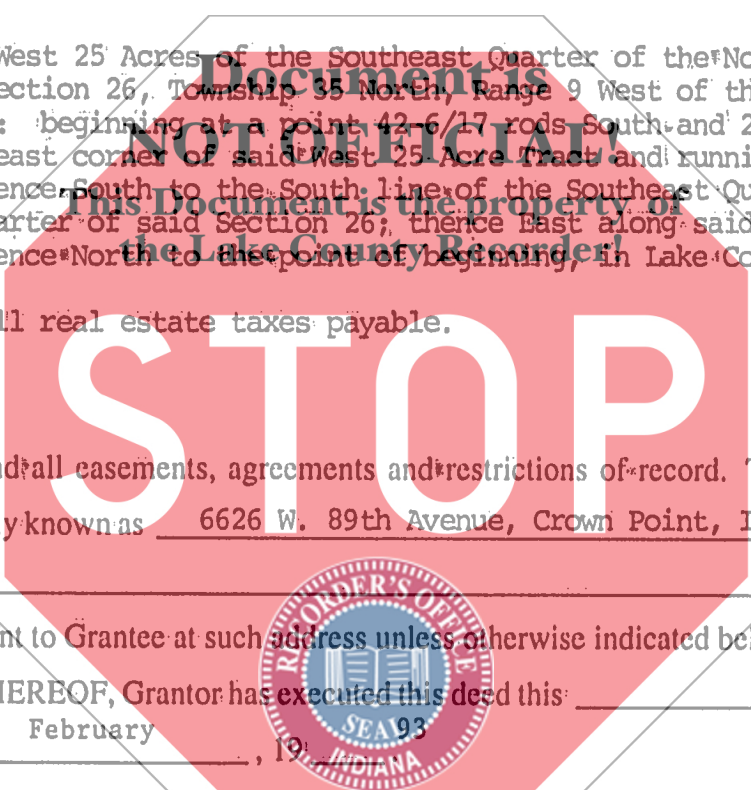 West 25 Acres of the Southeast Quarter of the No
Document is
ection 26, Township 35 North, Range 9 West of th
: beginning at a point 42-6/17 rods South and 2
NOT OFFICIAL!
east corner of said West 25 Acre Tract and runni
ence South to the South line of the Southeast Qu
This Document is the property of
arter of said Section 26, thence East along said
the Lake County Recorder!
ence North to the point of beginning, in Lake Co
ll real estate taxes payable.
STOP
nd all easements, agreements and restrictions of record. T
y known as 6626 W. 89th Avenue, Crown Point, I
nt to Grantee at such address unless otherwise indicated bel
HEREOF, Grantor has executed this deed this
February , 19 93
RECORDER'S OFFICE
SEAL
INDIANA